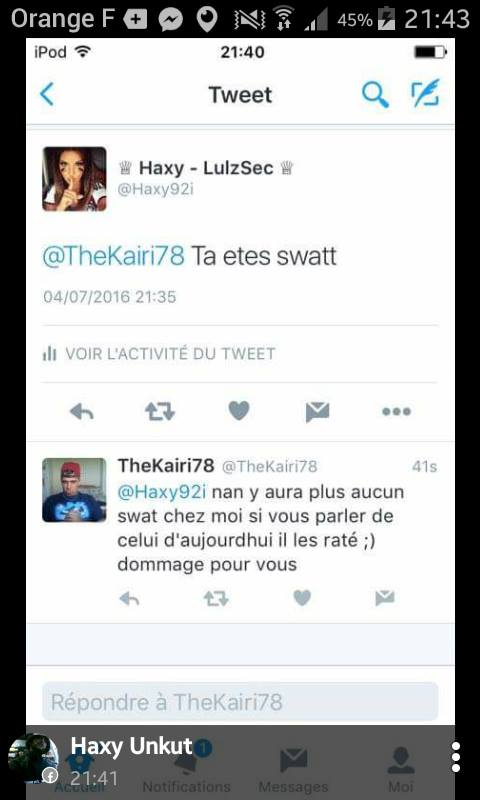 Orange F 45% 21:43
iPod 21:40
Tweet
♕ Haxy - LulzSec ♕
@Haxy92i
@TheKairi78 Ta etes swatt
04/07/2016 21:35
VOIR L'ACTIVITÉ DU TWEET
TheKairi78 @TheKairi78 41s
@Haxy92i nan y aura plus aucun
swat chez moi si vous parler de
celui d'aujourdhui il les raté ;)
dommage pour vous
Répondre à TheKairi78
Haxy Unkut 1
21:41
Accueil Notifications Messages Moi